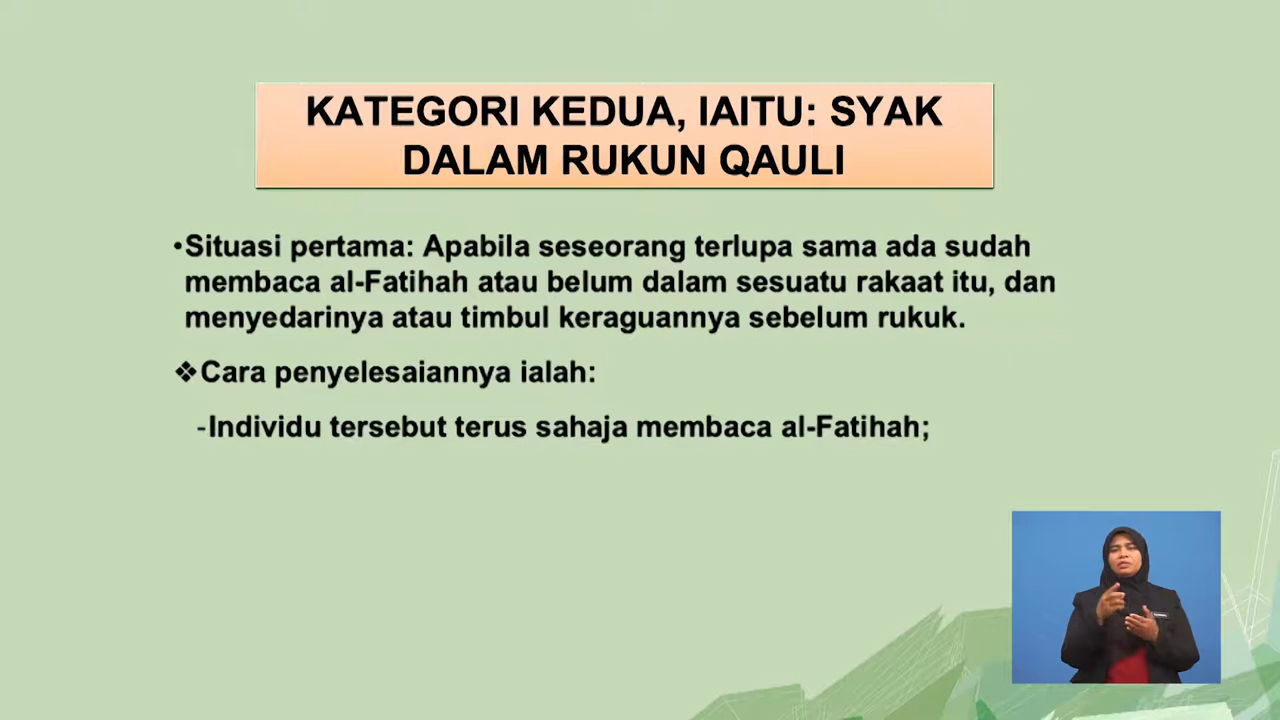 KATEGORI KEDUA, IAITU: SYAK
DALAM RUKUN QAULI
•Situasi pertama: Apabila seseorang terlupa sama ada sudah
membaca al-Fatihah atau belum dalam sesuatu rakaat itu, dan
menyedarinya atau timbul keraguannya sebelum rukuk.
❖Cara penyelesaiannya ialah:
-Individu tersebut terus sahaja membaca al-Fatihah;